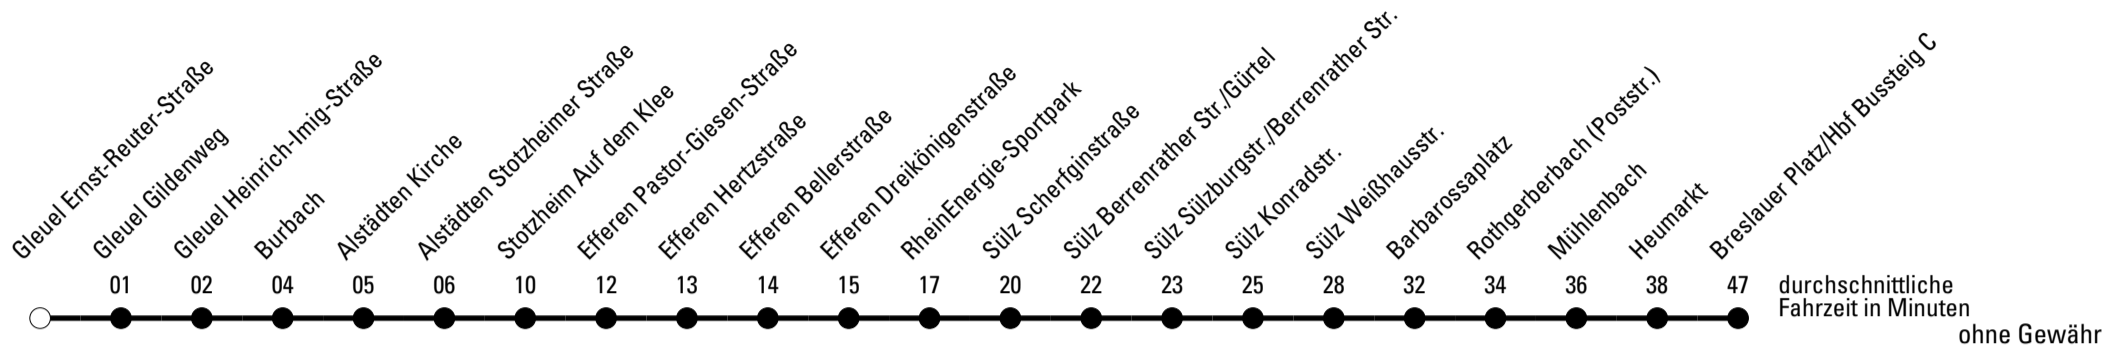 Gleuel Ernst-Reuter-Straße
Gleuel Gildenweg
Gleuel Heinrich-Imig-Straße
Burbach
Alstädten Kirche
Alstädten Stotzheimer Straße
Stotzheim Auf dem Klee
Efferen Pastor-Giesen-Straße
Efferen Hertzstraße
Efferen Bellerstraße
Efferen Dreikönigenstraße
RheinEnergie-Sportpark
Sülz Scherfginstraße
Sülz Berrenrather Str./Gürtel
Sülz Sülzburgstr./Berrenrather Str.
Sülz Konradstr.
Sülz Weißhausstr.
Barbarossaplatz
Rothgerberbach (Poststr.)
Mühlenbach
Heumarkt
Breslauer Platz/Hbf Bussteig C
01 02 04 05 06 10 12 13 14 15 17 20 22 23 25 28 32 34 36 38 47 durchschnittliche
Fahrzeit in Minuten
ohne Gewähr